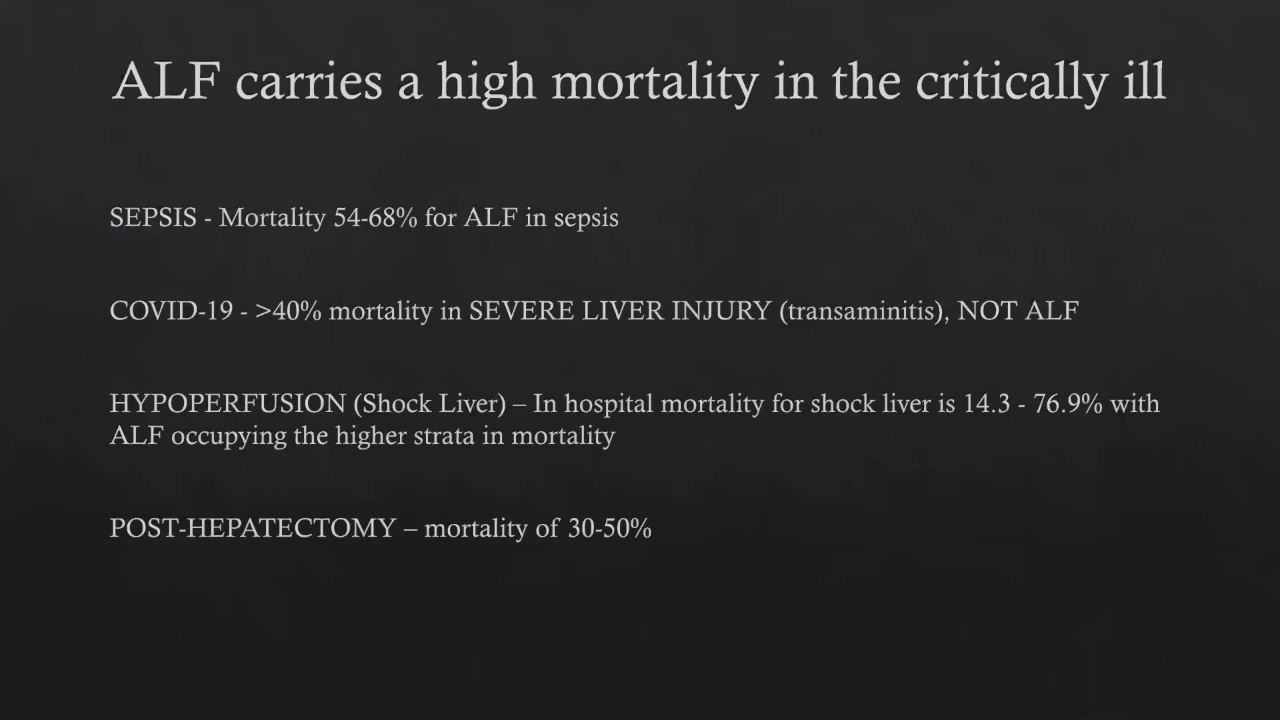 ALF carries a high mortality in the critically ill
SEPSIS - Mortality 54-68% for ALF in sepsis
COVID-19 - >40% mortality in SEVERE LIVER INJURY (transaminitis), NOT ALF
HYPOPERFUSION (Shock Liver) – In hospital mortality for shock liver is 14.3 - 76.9% with
ALF occupying the higher strata in mortality
POST-HEPATECTOMY – mortality of 30-50%